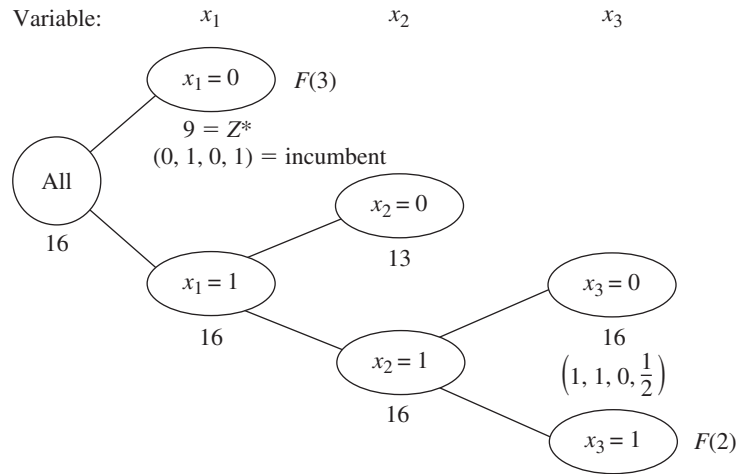 Variable: x₁ x₂ x₃
x₁ = 0 F(3)
9 = Z*
(0, 1, 0, 1) = incumbent
All
16
x₂ = 0
13
x₁ = 1
16
x₃ = 0
16
(1, 1, 0, 1/2)
x₂ = 1
16
x₃ = 1 F(2)